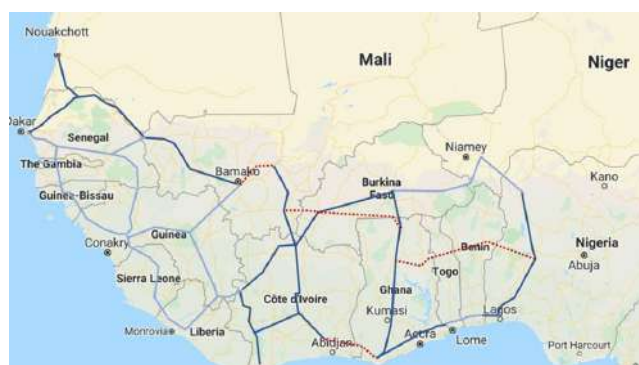 Nouakchott
Mali
Niger
Dakar
Senegal
Niamey
The Gambia
Bamako
Kano
Burkina
Faso
Guinea-Bissau
Guinea
Conakry
Benin
Nigeria
Abuja
Togo
Sierra Leone
Ghana
Côte d'Ivoire
Kumasi
Lagos
Monrovia
Liberia
Abidjan
Accra
Lome
Port Harcourt